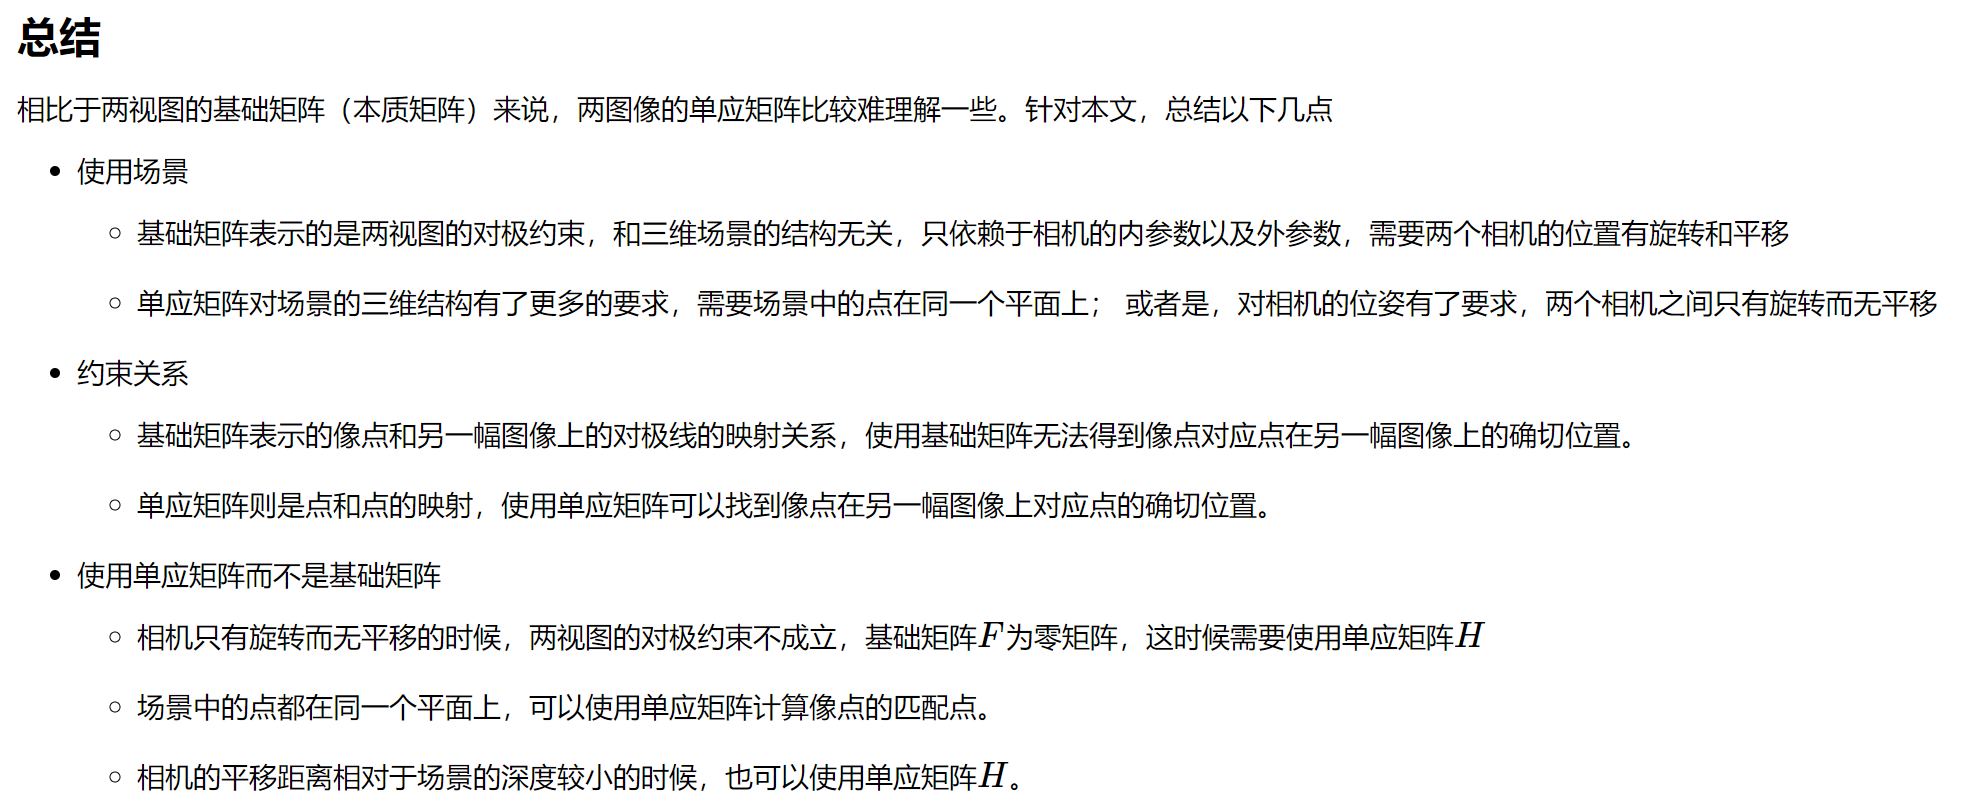 总结
相比于两视图的基础矩阵（本质矩阵）来说，两图像的单应矩阵比较难理解一些。针对本文，总结以下几点
使用场景
基础矩阵表示的是两视图的对极约束，和三维场景的结构无关，只依赖于相机的内参数以及外参数，需要两个相机的位置有旋转和平移
单应矩阵对场景的三维结构有了更多的要求，需要场景中的点在同一个平面上； 或者是，对相机的位姿有了要求，两个相机之间只有旋转而无平移
约束关系
基础矩阵表示的像点和另一幅图像上的对极线的映射关系，使用基础矩阵无法得到像点对应点在另一幅图像上的确切位置。
单应矩阵则是点和点的映射，使用单应矩阵可以找到像点在另一幅图像上对应点的确切位置。
使用单应矩阵而不是基础矩阵
相机只有旋转而无平移的时候，两视图的对极约束不成立，基础矩阵F为零矩阵，这时候需要使用单应矩阵H
场景中的点都在同一个平面上，可以使用单应矩阵计算像点的匹配点。
相机的平移距离相对于场景的深度较小的时候，也可以使用单应矩阵H。